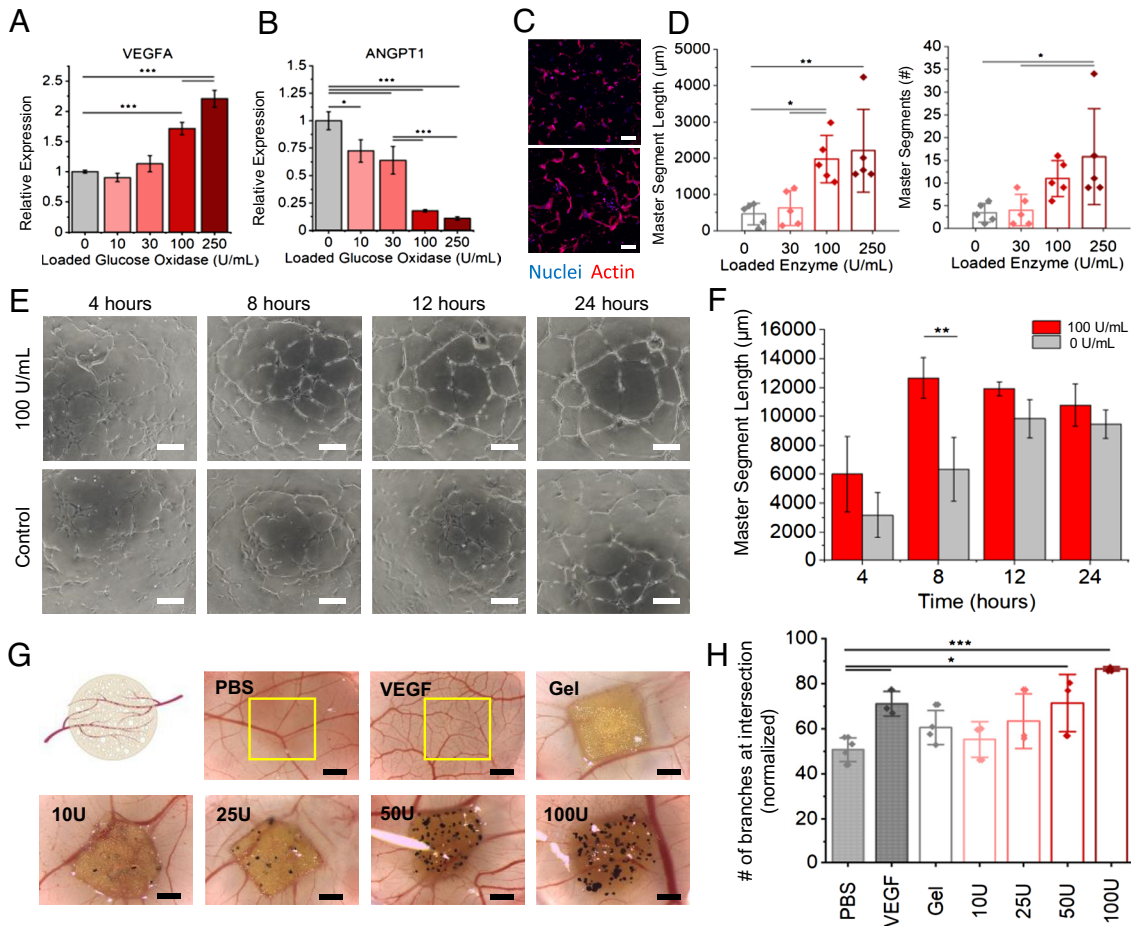 A
VEGFA
Relative Expression
2.5
2.0
1.5
1.0
0.5
0
***
***
0 10 30 100 250
Loaded Glucose Oxidase (U/mL)
B
ANGPT1
Relative Expression
1.5
1.25
1
0.75
0.5
0.25
0
***
*
***
0 10 30 100 250
Loaded Glucose Oxidase (U/mL)
C
Nuclei Actin
D
Master Segment Length (µm)
5000
4000
3000
2000
1000
0
**
*
0 30 100 250
Loaded Enzyme (U/mL)
Master Segments (#)
40
35
30
25
20
15
10
5
0
*
0 30 100 250
Loaded Enzyme (U/mL)
E
4 hours 8 hours 12 hours 24 hours
100 U/mL
Control
F
Master Segment Length (µm)
16000
14000
12000
10000
8000
6000
4000
2000
0
**
100 U/mL
0 U/mL
4 8 12 24
Time (hours)
G
PBS VEGF Gel
10U 25U 50U 100U
H
# of branches at intersection
(normalized)
100
80
60
40
20
0
***
*
PBS VEGF Gel 10U 25U 50U 100U